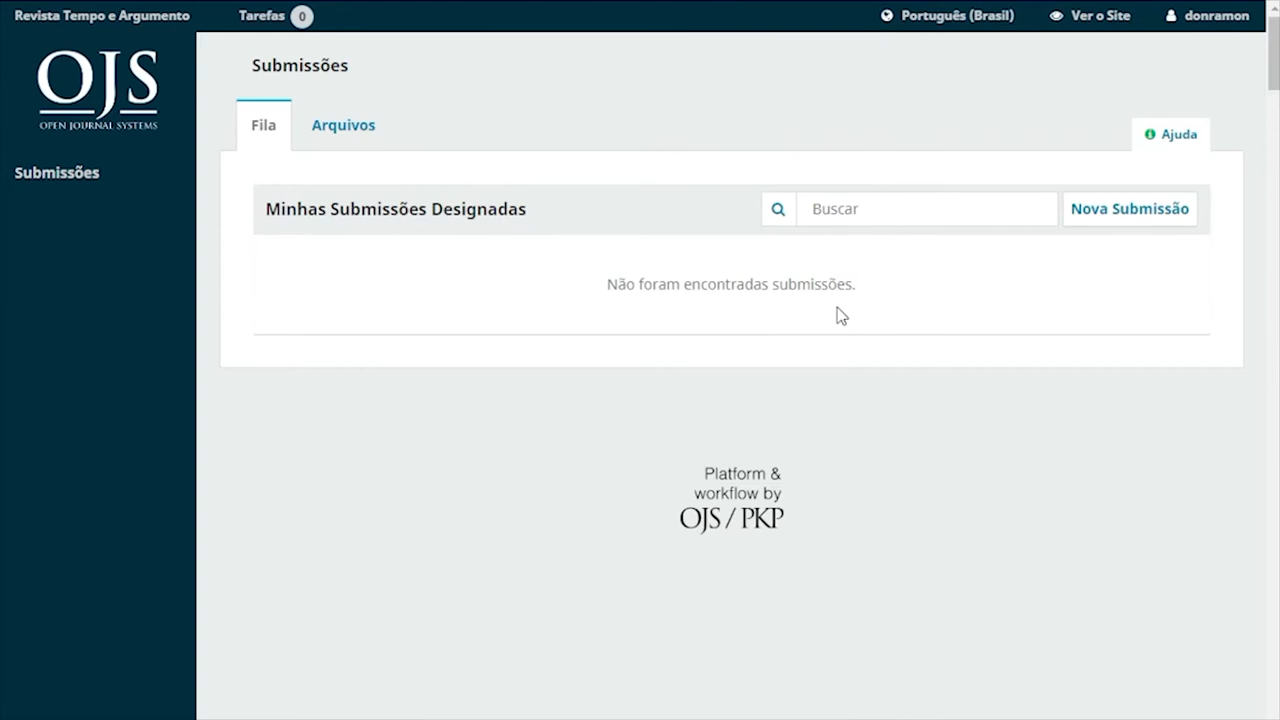 Revista Tempo e Argumento
Tarefas 0
Português (Brasil)
Ver o Site
donramon
OJS
OPEN JOURNAL SYSTEMS
Submissões
Submissões
Fila
Arquivos
Ajuda
Minhas Submissões Designadas
Buscar
Nova Submissão
Não foram encontradas submissões.
Platform &
workflow by
OJS / PKP